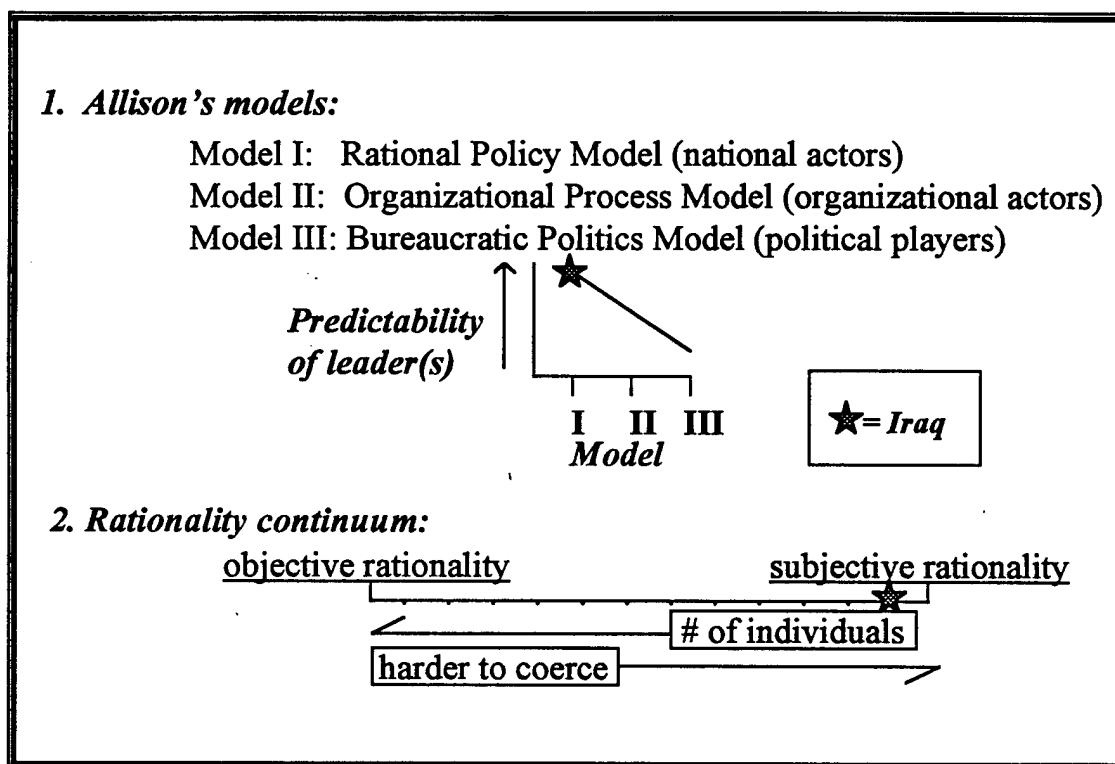 1. Allison's models:
Model I: Rational Policy Model (national actors)
Model II: Organizational Process Model (organizational actors)
Model III: Bureaucratic Politics Model (political players)
Predictability
of leader(s)
I II III
Model
= Iraq
2. Rationality continuum:
objective rationality subjective rationality
# of individuals
harder to coerce